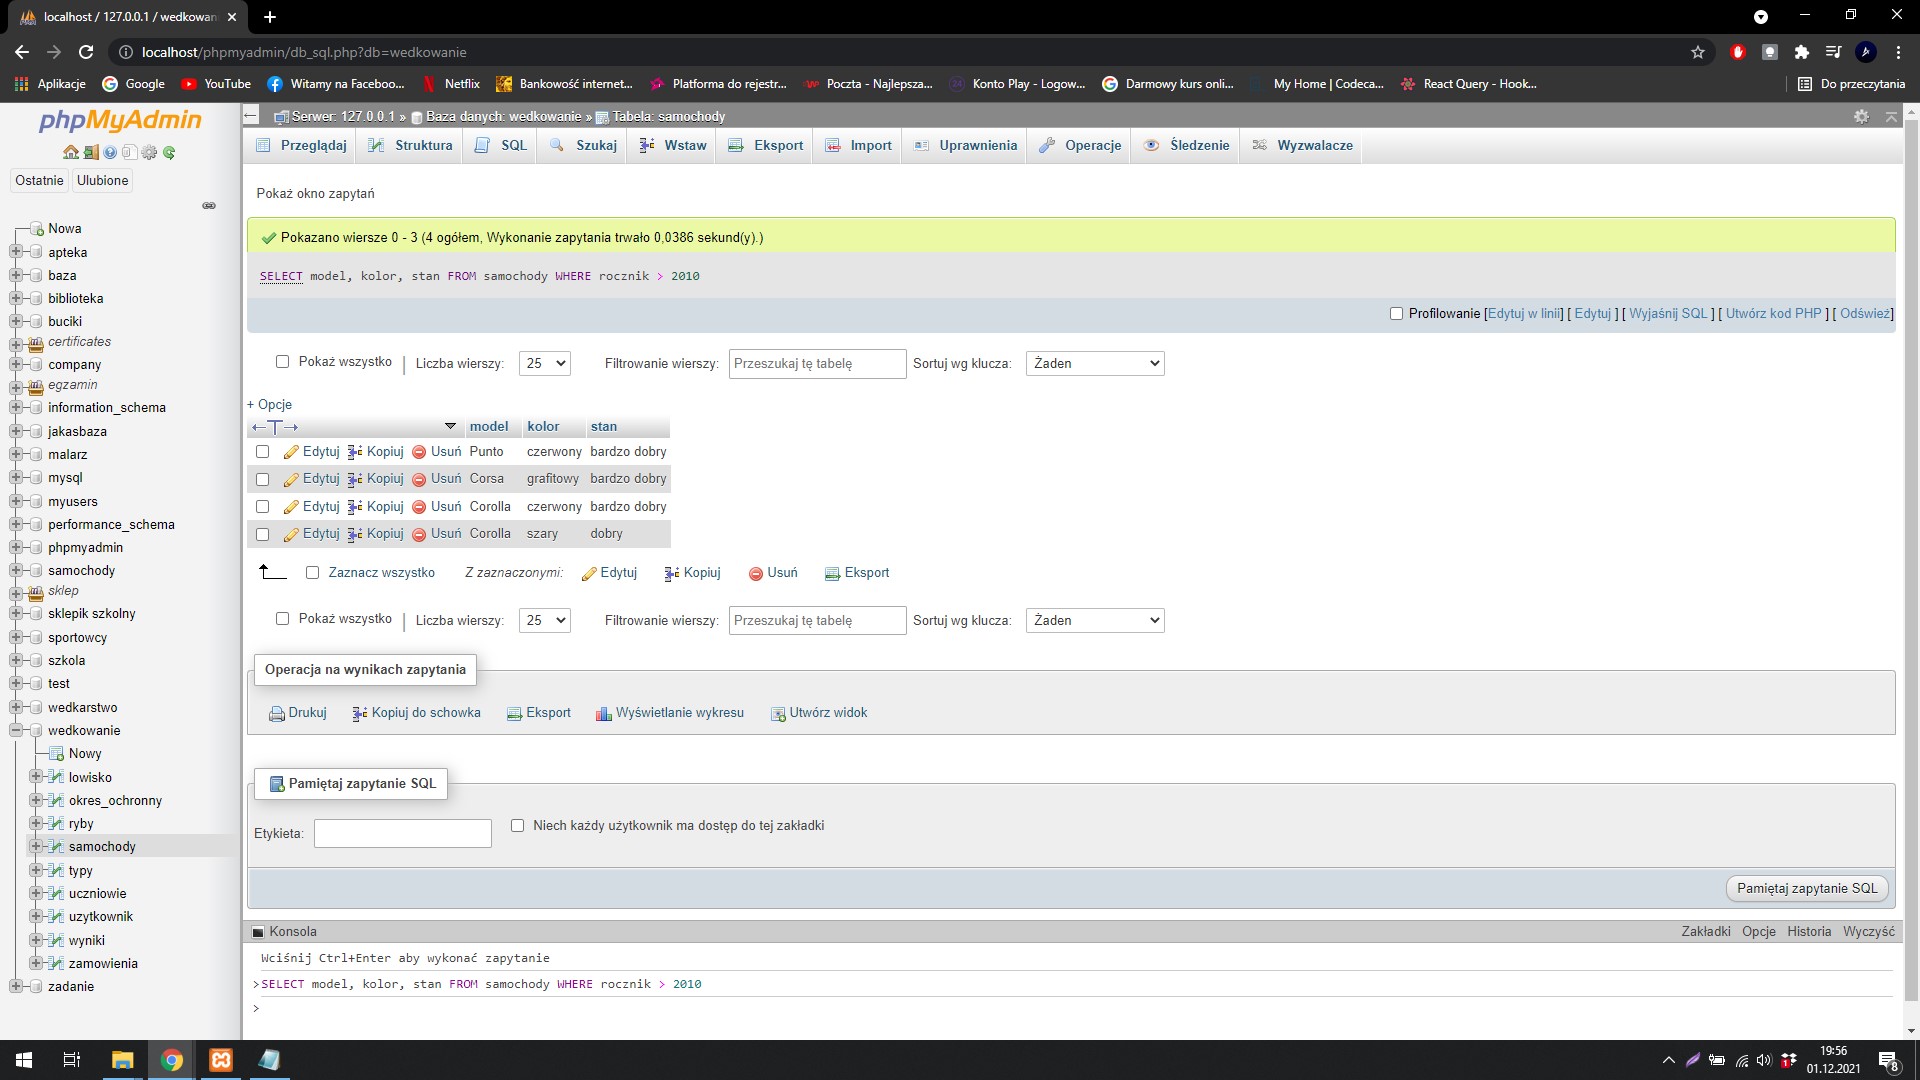 localhost / 127.0.0.1 / wedkowan
localhost/phpmyadmin/db_sql.php?db=wedkowanie
Aplikacje Google YouTube Witamy na Faceboo... Netflix Bankowość internet... Platforma do rejestr... Poczta - Najlepsza... Konto Play - Logow... Darmowy kurs onli... My Home | Codeca... React Query - Hook... Do przeczytania
phpMyAdmin
Ostatnie Ulubione
Nowa
apteka
baza
biblioteka
buciki
certificates
company
egzamin
information_schema
jakasbaza
malarz
mysql
myusers
performance_schema
phpmyadmin
samochody
sklep
sklepik szkolny
sportowcy
szkola
test
wedkarstwo
wedkowanie
Nowy
lowisko
okres_ochronny
ryby
samochody
typy
uczniowie
uzytkownik
wyniki
zamowienia
zadanie
Serwer: 127.0.0.1 » Baza danych: wedkowanie » Tabela: samochody
Przeglądaj Struktura SQL Szukaj Wstaw Eksport Import Uprawnienia Operacje Śledzenie Wyzwalacze
Pokaż okno zapytań
Pokazano wiersze 0 - 3 (4 ogółem, Wykonanie zapytania trwało 0,0386 sekund(y).)
SELECT model, kolor, stan FROM samochody WHERE rocznik > 2010
Profilowanie [Edytuj w linii] [ Edytuj ] [ Wyjaśnij SQL ] [ Utwórz kod PHP ] [ Odśwież]
Pokaż wszystko | Liczba wierszy: 25 Filtrowanie wierszy: Przeszukaj tę tabelę Sortuj wg klucza: Żaden
+ Opcje
←T→ model kolor stan
Edytuj Kopiuj Usuń Punto czerwony bardzo dobry
Edytuj Kopiuj Usuń Corsa grafitowy bardzo dobry
Edytuj Kopiuj Usuń Corolla czerwony bardzo dobry
Edytuj Kopiuj Usuń Corolla szary dobry
Zaznacz wszystko Z zaznaczonymi: Edytuj Kopiuj Usuń Eksport
Pokaż wszystko | Liczba wierszy: 25 Filtrowanie wierszy: Przeszukaj tę tabelę Sortuj wg klucza: Żaden
Operacja na wynikach zapytania
Drukuj Kopiuj do schowka Eksport Wyświetlanie wykresu Utwórz widok
Pamiętaj zapytanie SQL
Etykieta: Niech każdy użytkownik ma dostęp do tej zakładki
Pamiętaj zapytanie SQL
Konsola Zakładki Opcje Historia Wyczyść
Wciśnij Ctrl+Enter aby wykonać zapytanie
>SELECT model, kolor, stan FROM samochody WHERE rocznik > 2010
>
19:56
01.12.2021
8